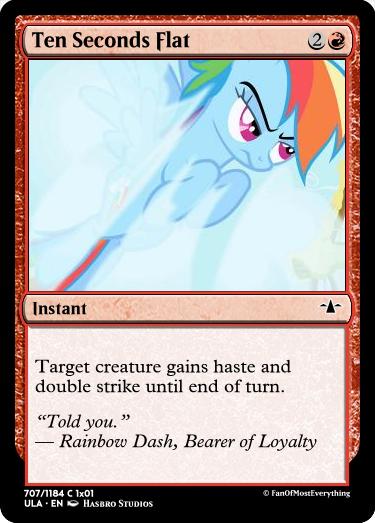 Ten Seconds Flat 2
Instant
Target creature gains haste and
double strike until end of turn.
“Told you.”
— Rainbow Dash, Bearer of Loyalty
707/1184 C 1x01
ULA • EN Hasbro Studios © FanOfMostEverything